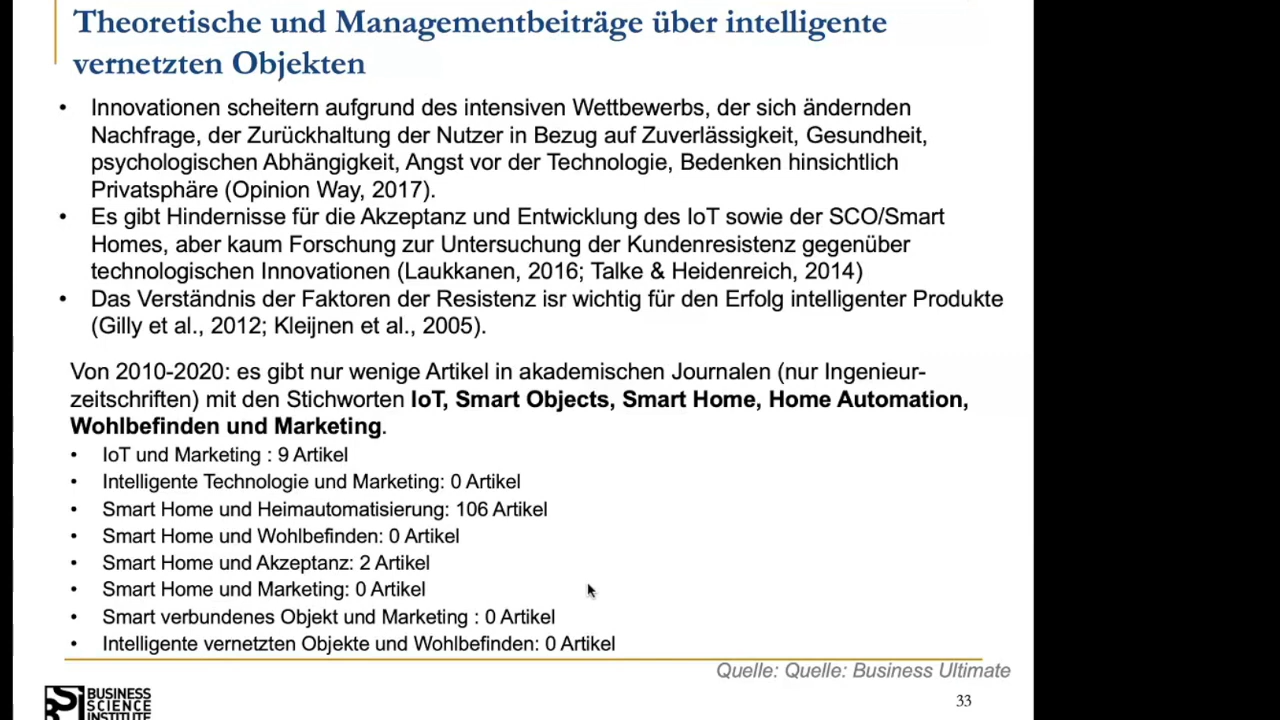 Theoretische und Managementbeiträge über intelligente
vernetzten Objekten
• Innovationen scheitern aufgrund des intensiven Wettbewerbs, der sich ändernden
Nachfrage, der Zurückhaltung der Nutzer in Bezug auf Zuverlässigkeit, Gesundheit,
psychologischen Abhängigkeit, Angst vor der Technologie, Bedenken hinsichtlich
Privatsphäre (Opinion Way, 2017).
• Es gibt Hindernisse für die Akzeptanz und Entwicklung des IoT sowie der SCO/Smart
Homes, aber kaum Forschung zur Untersuchung der Kundenresistenz gegenüber
technologischen Innovationen (Laukkanen, 2016; Talke & Heidenreich, 2014)
• Das Verständnis der Faktoren der Resistenz isr wichtig für den Erfolg intelligenter Produkte
(Gilly et al., 2012; Kleijnen et al., 2005).
Von 2010-2020: es gibt nur wenige Artikel in akademischen Journalen (nur Ingenieur-
zeitschriften) mit den Stichworten IoT, Smart Objects, Smart Home, Home Automation,
Wohlbefinden und Marketing.
• IoT und Marketing : 9 Artikel
• Intelligente Technologie und Marketing: 0 Artikel
• Smart Home und Heimautomatisierung: 106 Artikel
• Smart Home und Wohlbefinden: 0 Artikel
• Smart Home und Akzeptanz: 2 Artikel
• Smart Home und Marketing: 0 Artikel
• Smart verbundenes Objekt und Marketing : 0 Artikel
• Intelligente vernetzten Objekte und Wohlbefinden: 0 Artikel
Quelle: Quelle: Business Ultimate
33
BUSINESS
SCIENCE
INSTITUTE